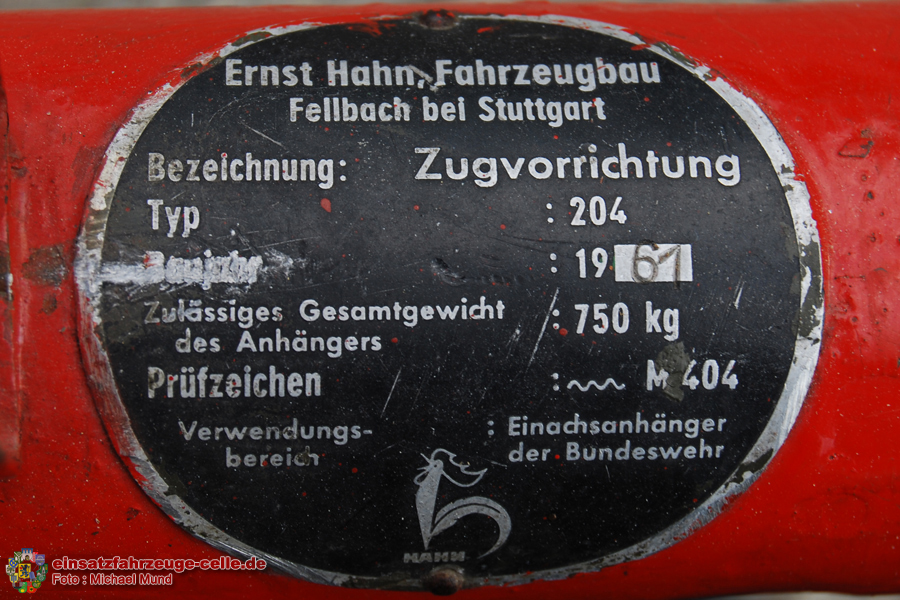 Ernst Hahn, Fahrzeugbau
Fellbach bei Stuttgart
Bezeichnung: Zugvorrichtung
Typ : 204
Baujahr : 19 61
Zulässiges Gesamtgewicht : 750 kg
des Anhängers
Prüfzeichen : M 404
Verwendungs- : Einachsanhänger
bereich der Bundeswehr
HAHN
einsatzfahrzeuge-celle.de
Foto : Michael Mund